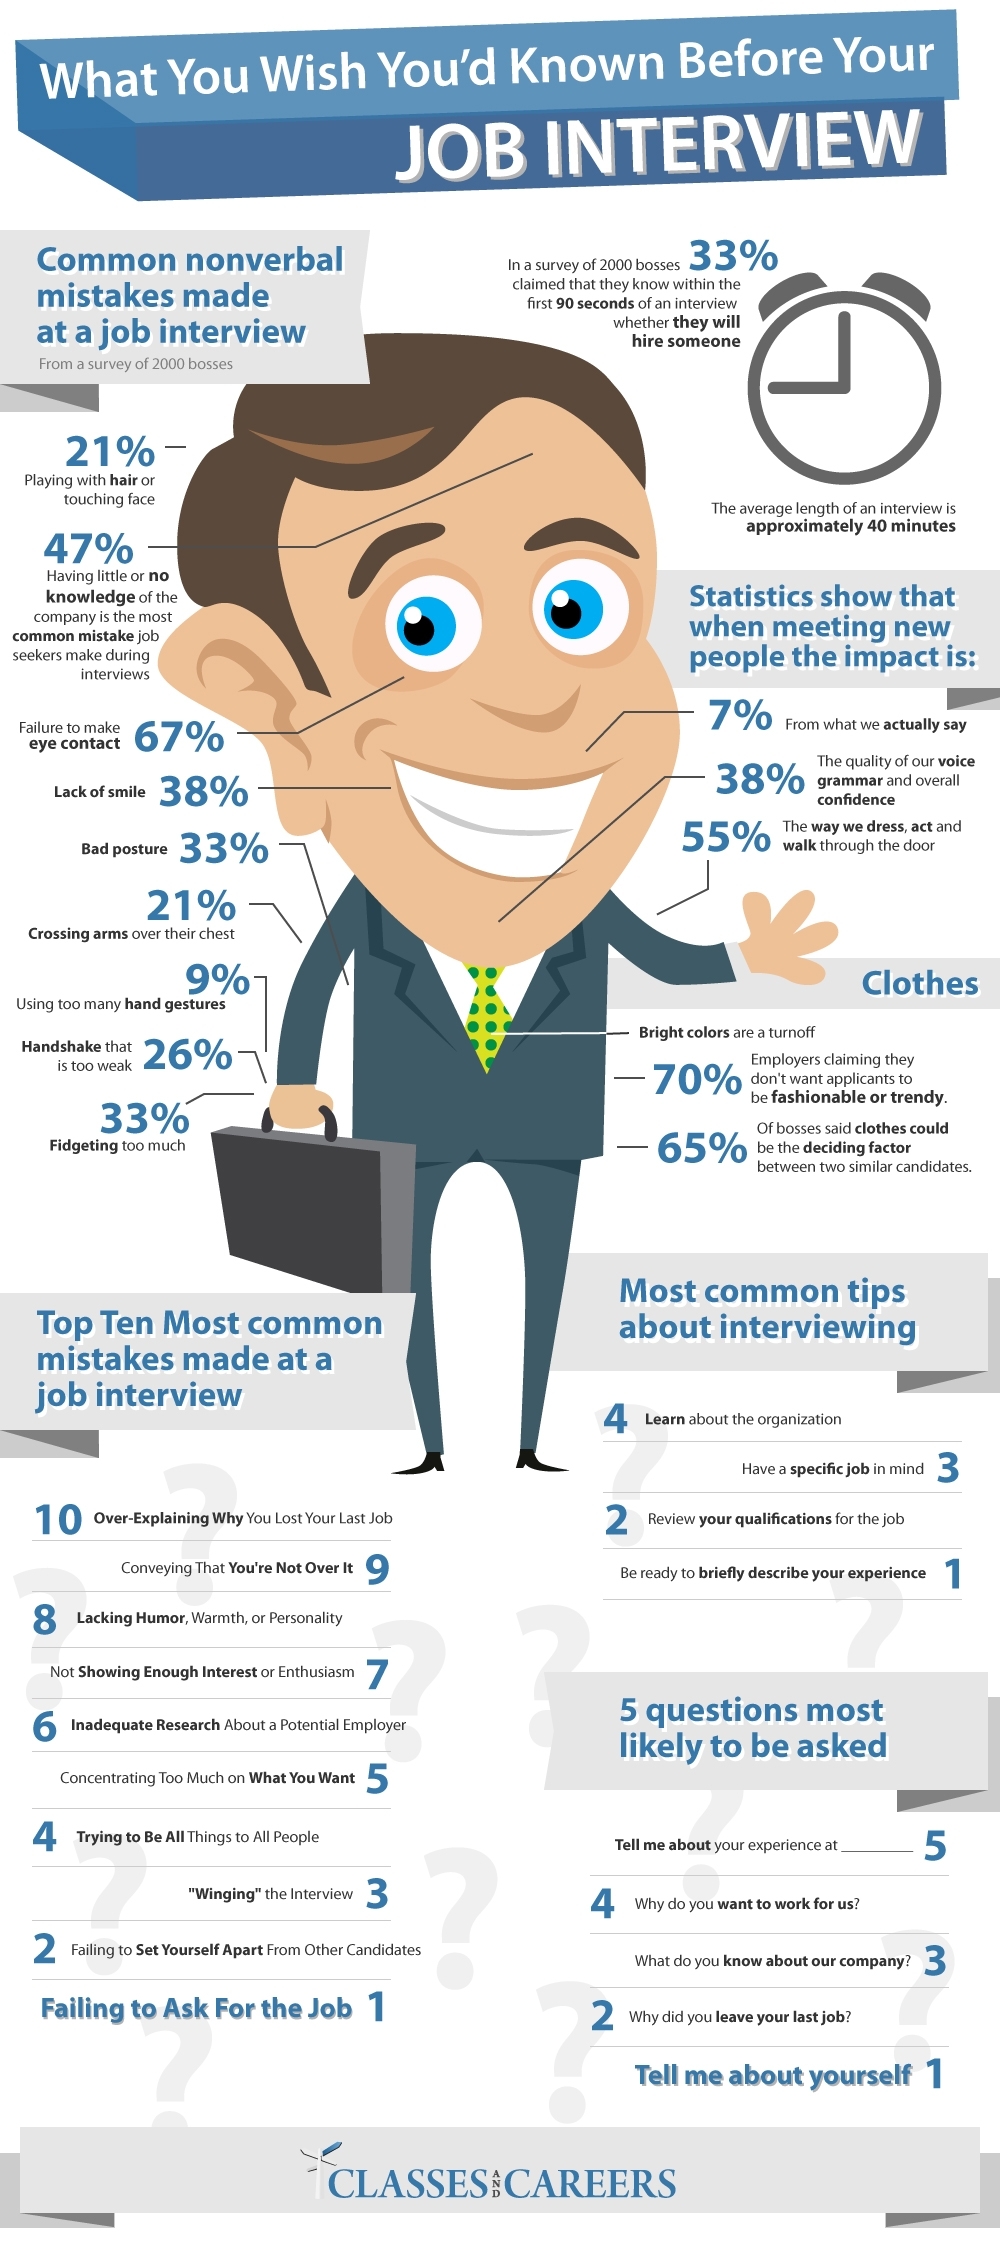 What You Wish You'd Known Before Your
JOB INTERVIEW
Common nonverbal
mistakes made
at a job interview
From a survey of 2000 bosses
In a survey of 2000 bosses 33%
claimed that they know within the
first 90 seconds of an interview
whether they will
hire someone
The average length of an interview is
approximately 40 minutes
21%
Playing with hair or
touching face
47%
Having little or no
knowledge of the
company is the most
common mistake job
seekers make during
interviews
Failure to make
eye contact 67%
Lack of smile 38%
Bad posture 33%
21%
Crossing arms over their chest
9%
Using too many hand gestures
Handshake that
is too weak 26%
33%
Fidgeting too much
Statistics show that
when meeting new
people the impact is:
7% From what we actually say
38% The quality of our voice
grammar and overall
confidence
55% The way we dress, act and
walk through the door
Clothes
Bright colors are a turnoff
70% Employers claiming they
don't want applicants to
be fashionable or trendy.
65% Of bosses said clothes could
be the deciding factor
between two similar candidates.
Top Ten Most common
mistakes made at a
job interview
10 Over-Explaining Why You Lost Your Last Job
Conveying That You're Not Over It 9
8 Lacking Humor, Warmth, or Personality
Not Showing Enough Interest or Enthusiasm 7
6 Inadequate Research About a Potential Employer
Concentrating Too Much on What You Want 5
4 Trying to Be All Things to All People
"Winging" the Interview 3
2 Failing to Set Yourself Apart From Other Candidates
Failing to Ask For the Job 1
Most common tips
about interviewing
4 Learn about the organization
Have a specific job in mind 3
2 Review your qualifications for the job
Be ready to briefly describe your experience 1
5 questions most
likely to be asked
Tell me about your experience at _________ 5
4 Why do you want to work for us?
What do you know about our company? 3
2 Why did you leave your last job?
Tell me about yourself 1
CLASSES AND CAREERS